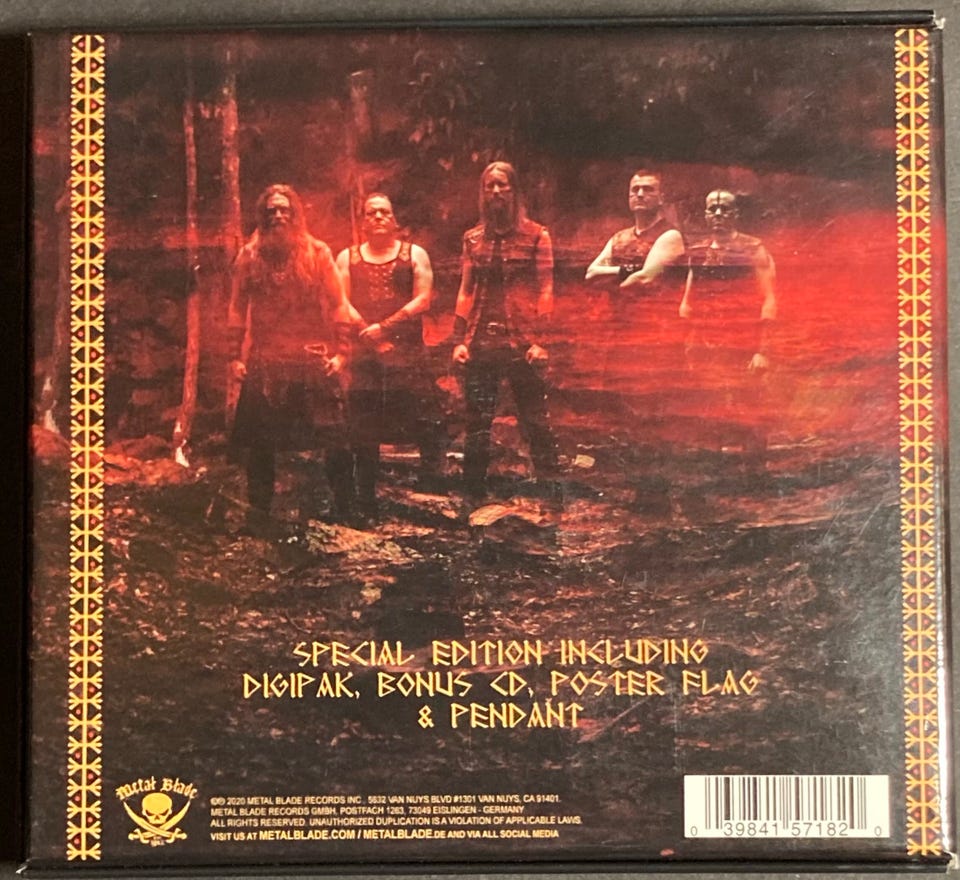 SPECIAL EDITION INCLUDING
DIGIPAK, BONUS CD, POSTER FLAG
& PENDANT
Metal Blade
©℗ 2020 METAL BLADE RECORDS INC. 5632 VAN NUYS BLVD #1301 VAN NUYS, CA 91401.
METAL BLADE RECORDS GMBH, POSTFACH 1263, 73049 EISLINGEN - GERMANY
ALL RIGHTS RESERVED. UNAUTHORIZED DUPLICATION IS A VIOLATION OF APPLICABLE LAWS.
VISIT US AT METALBLADE.COM / METALBLADE.DE AND VIA ALL SOCIAL MEDIA
0 39841 57182 0